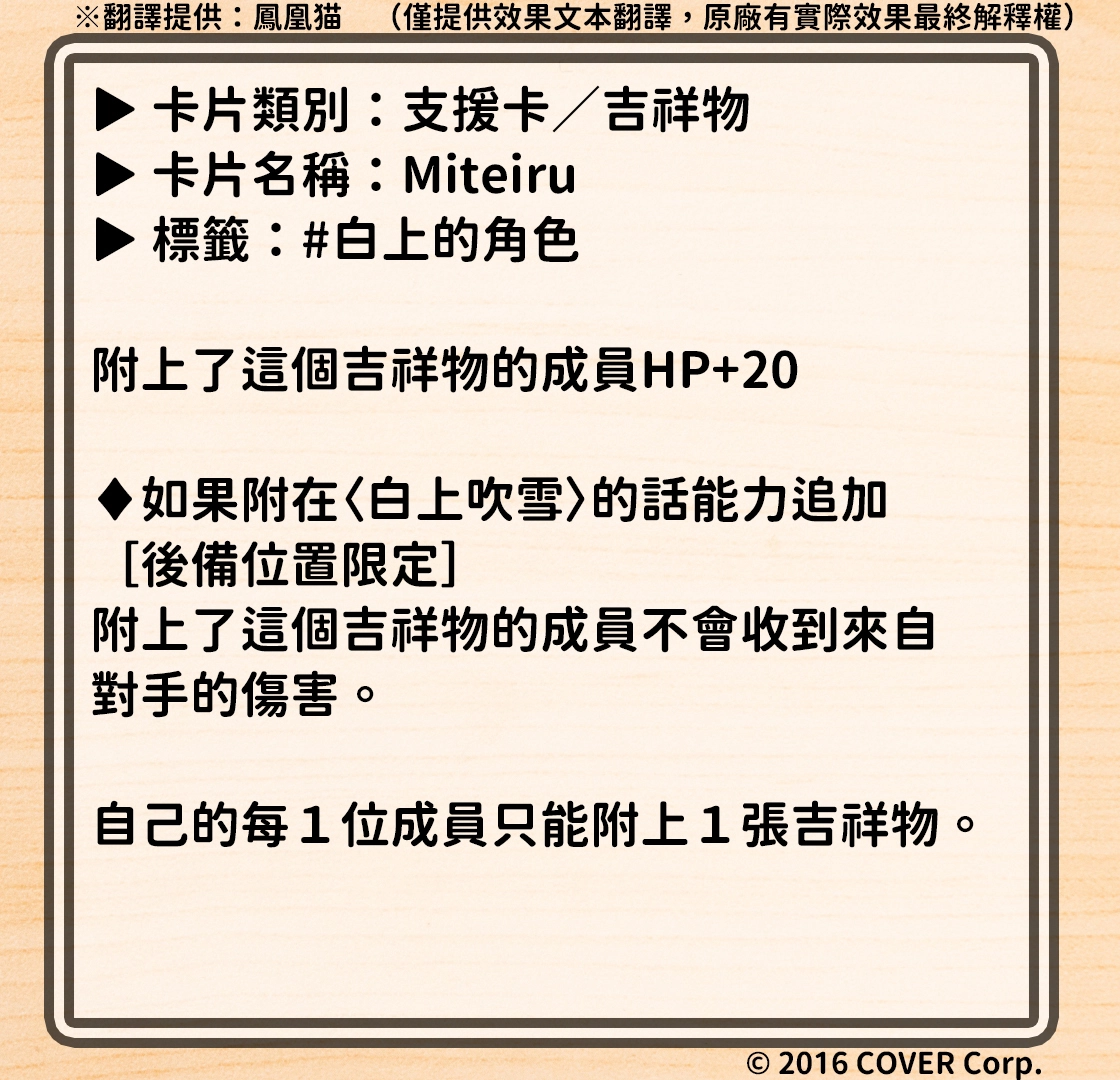 ※翻譯提供：鳳凰猫　（僅提供效果文本翻譯，原廠有實際效果最終解釋權）
▶ 卡片類別：支援卡／吉祥物
▶ 卡片名稱：Miteiru
▶ 標籤：#白上的角色
附上了這個吉祥物的成員HP+20
♦如果附在〈白上吹雪〉的話能力追加
［後備位置限定］
附上了這個吉祥物的成員不會收到來自
對手的傷害。
自己的每１位成員只能附上１張吉祥物。
© 2016 COVER Corp.